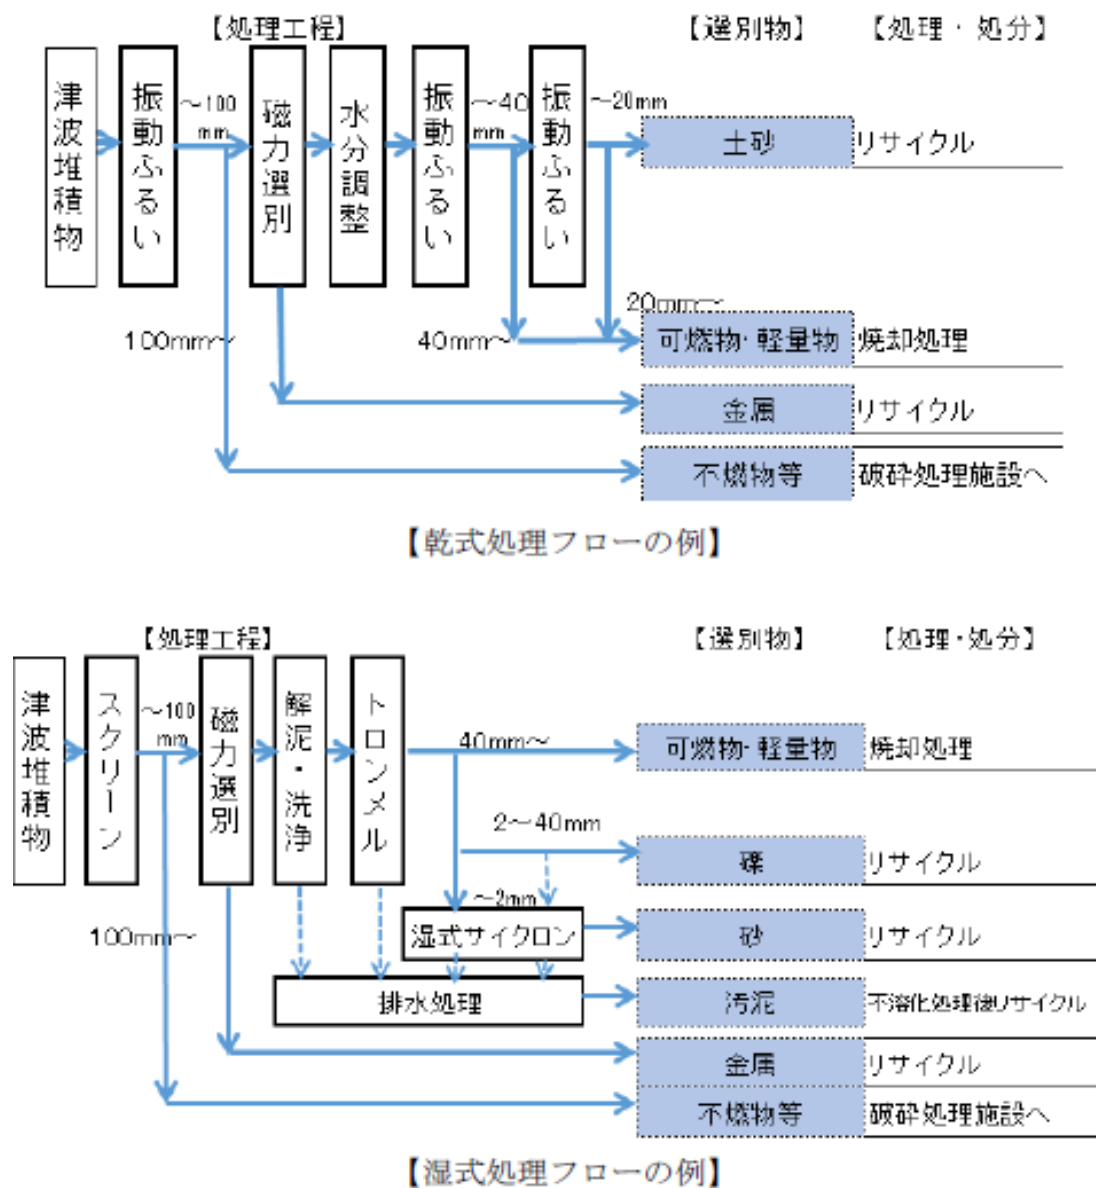 【処理工程】 【選別物】 【処理・処分】
津波堆積物
振動ふるい
～100mm
磁力選別
水分調整
振動ふるい
～40mm
振動ふるい
～20mm
土砂 リサイクル
20mm～
100mm～
40mm～
可燃物・軽量物 焼却処理
金属 リサイクル
不燃物等 破砕処理施設へ
【乾式処理フローの例】
【処理工程】 【選別物】 【処理・処分】
津波堆積物
スクリーン
～100mm
磁力選別
解泥・洗浄
トロンメル
40mm～
可燃物・軽量物 焼却処理
2～40mm
礫 リサイクル
～2mm
湿式サイクロン
砂 リサイクル
100mm～
排水処理
汚泥 不溶化処理後リサイクル
金属 リサイクル
不燃物等 破砕処理施設へ
【湿式処理フローの例】